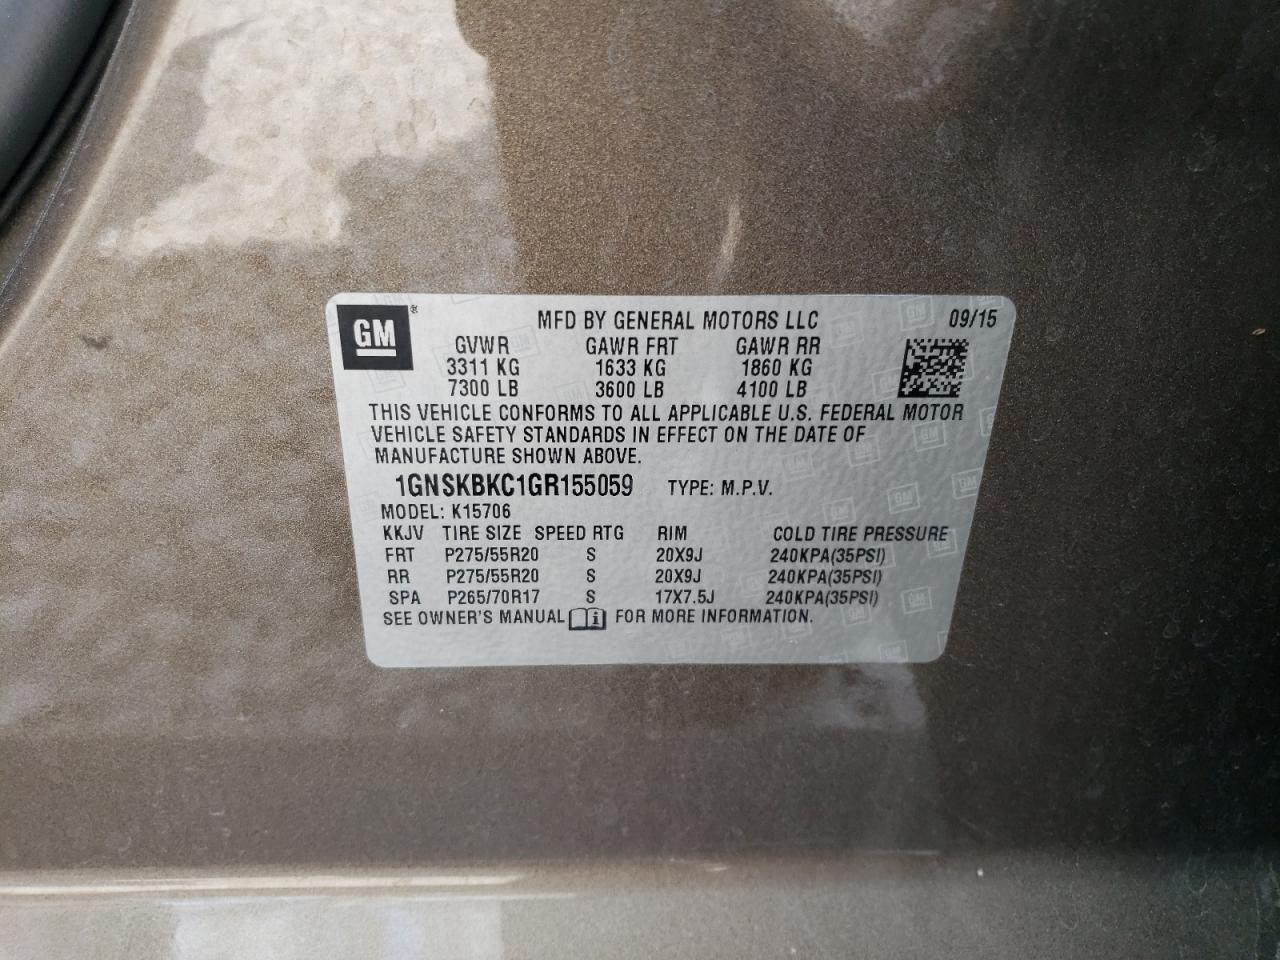 GM®
MFD BY GENERAL MOTORS LLC 09/15
GVWR GAWR FRT GAWR RR
3311 KG 1633 KG 1860 KG
7300 LB 3600 LB 4100 LB
THIS VEHICLE CONFORMS TO ALL APPLICABLE U.S. FEDERAL MOTOR
VEHICLE SAFETY STANDARDS IN EFFECT ON THE DATE OF
MANUFACTURE SHOWN ABOVE.
1GNSKBKC1GR155059 TYPE: M.P.V.
MODEL: K15706
KKJV TIRE SIZE SPEED RTG RIM COLD TIRE PRESSURE
FRT P275/55R20 S 20X9J 240KPA(35PSI)
RR P275/55R20 S 20X9J 240KPA(35PSI)
SPA P265/70R17 S 17X7.5J 240KPA(35PSI)
SEE OWNER'S MANUAL i FOR MORE INFORMATION.